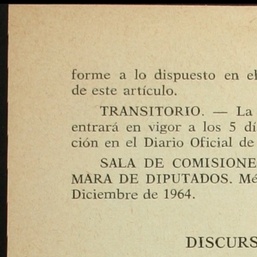 forme a lo dispuesto en el
de este artículo.
TRANSITORIO. — La
entrará en vigor a los 5 dí
ción en el Diario Oficial de
SALA DE COMISIONE
MARA DE DIPUTADOS. Mé
Diciembre de 1964.
DISCURS